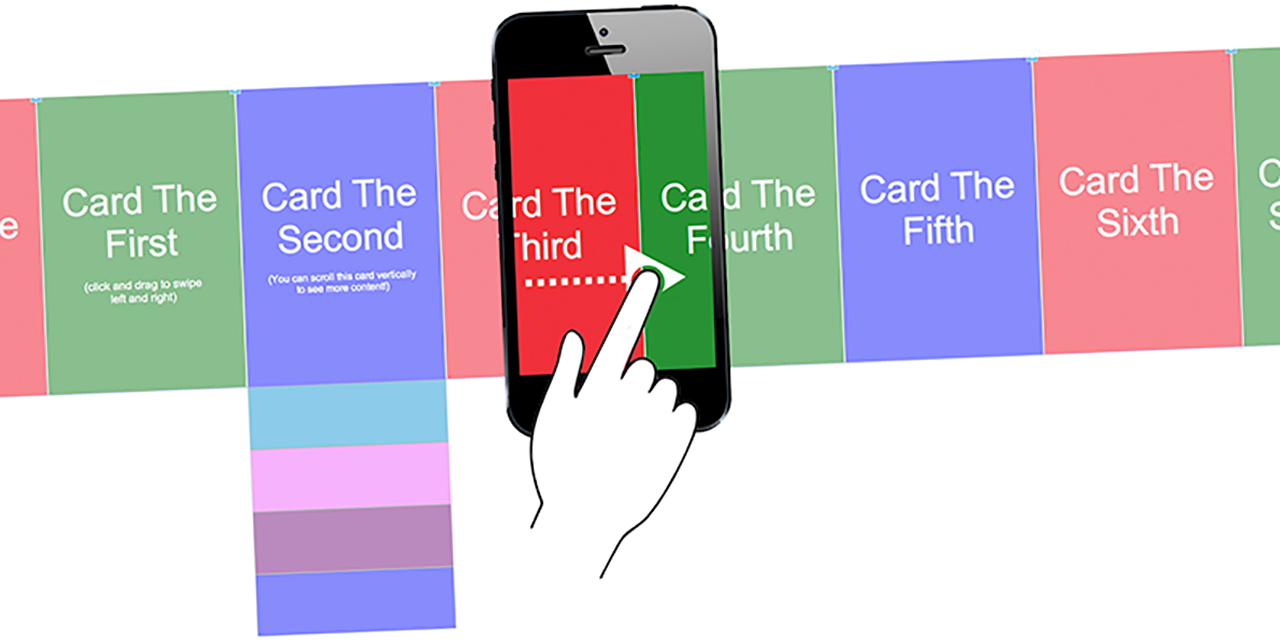 e
Card The
First
(click and drag to swipe
left and right)
Card The
Second
(You can scroll this card vertically
to see more content!)
Card The
Third
Card The
Fourth
Card The
Fifth
Card The
Sixth
C
S